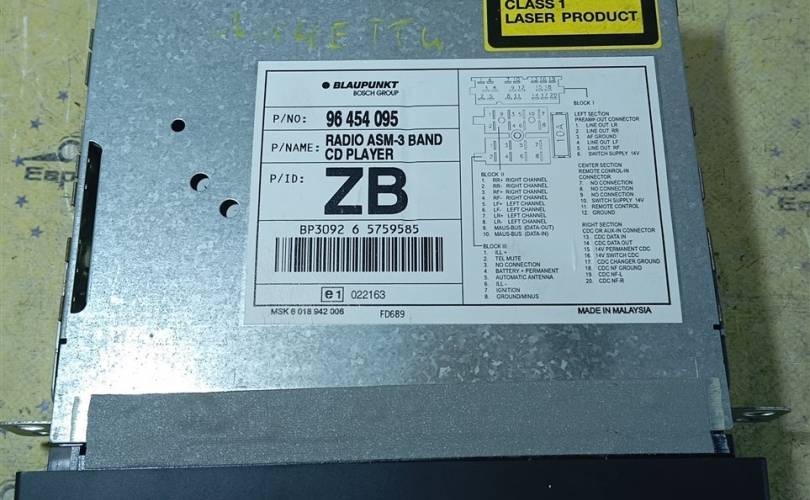 CLASS 1
LASER PRODUCT
BLAUPUNKT
BOSCH GROUP
P/NO: 96 454 095
P/NAME: RADIO ASM-3 BAND
CD PLAYER
P/ID: ZB
BP3092 6 5759585
e1 022163
MSK 8 018 942 006 FD689
BLOCK I
LEFT SECTION
PREAMP. OUT CONNECTOR
1. LINE OUT LR
2. LINE OUT RR
3. AF GROUND
4. LINE OUT LF
5. LINE OUT RF
6. SWITCH SUPPLY 14V
10A
CENTER SECTION
REMOTE CONROL-IN
CONNECTOR
7. NO CONNECTION
8. NO CONNECTION
9. NO CONNECTION
10. SWITCH SUPPLY 14V
11. REMOTE CONTROL
12. GROUND
RIGHT SECTION
CDC OR AUX-IN CONNECTOR
13. CDC DATA IN
14. CDC DATA OUT
15. 14V PERMANENT CDC
16. 14V SWITCH CDC
17. CDC CHANGER GROUND
18. CDC NF GROUND
19. CDC NF-L
20. CDC NF-R
BLOCK II
1. RR+ RIGHT CHANNEL
2. RR- RIGHT CHANNEL
3. RF+ RIGHT CHANNEL
4. RF- RIGHT CHANNEL
5. LF+ LEFT CHANNEL
6. LF- LEFT CHANNEL
7. LR+ LEFT CHANNEL
8. LR- LEFT CHANNEL
9. MAUS-BUS (DATA-OUT)
10. MAUS-BUS (DATA-IN)
BLOCK III
1. ILL +
2. TEL MUTE
3. NO CONNECTION
4. BATTERY + PERMANENT
5. AUTOMATIC ANTENNA
6. ILL-
7. IGNITION
8. GROUND/MINUS
MADE IN MALAYSIA